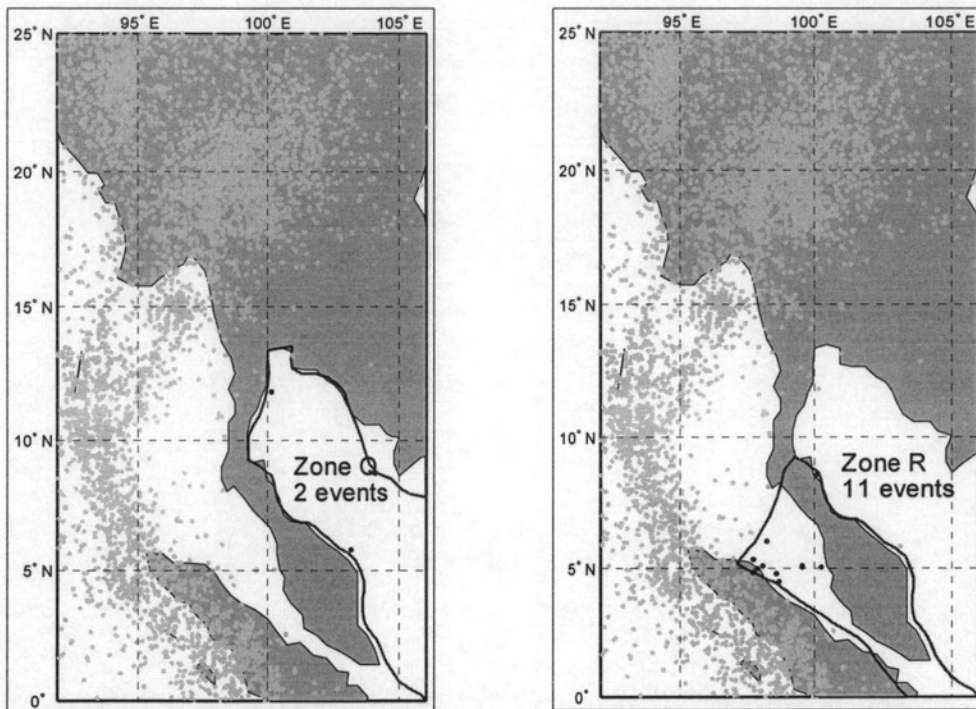 95˚ E 100˚ E 105˚ E
25˚ N
20˚ N
15˚ N
10˚ N
5˚ N
0˚
Zone Q
2 events
95˚ E 100˚ E 105˚ E
25˚ N
20˚ N
15˚ N
10˚ N
5˚ N
0˚
Zone R
11 events